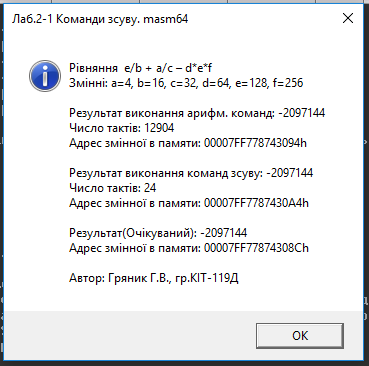 Лаб.2-1 Команди зсуву. masm64
Рівняння e/b + a/c – d*e*f
Змінні: a=4, b=16, c=32, d=64, e=128, f=256
Результат виконання арифм. команд: -2097144
Число тактів: 12904
Адрес змінної в памяти: 00007FF778743094h
Результат виконання команд зсуву: -2097144
Число тактів: 24
Адрес змінної в памяти: 00007FF7787430A4h
Результат(Очікуваний): -2097144
Адрес змінної в памяти: 00007FF77874308Ch
Автор: Гряник Г.В., гр.КІТ-119Д
OK